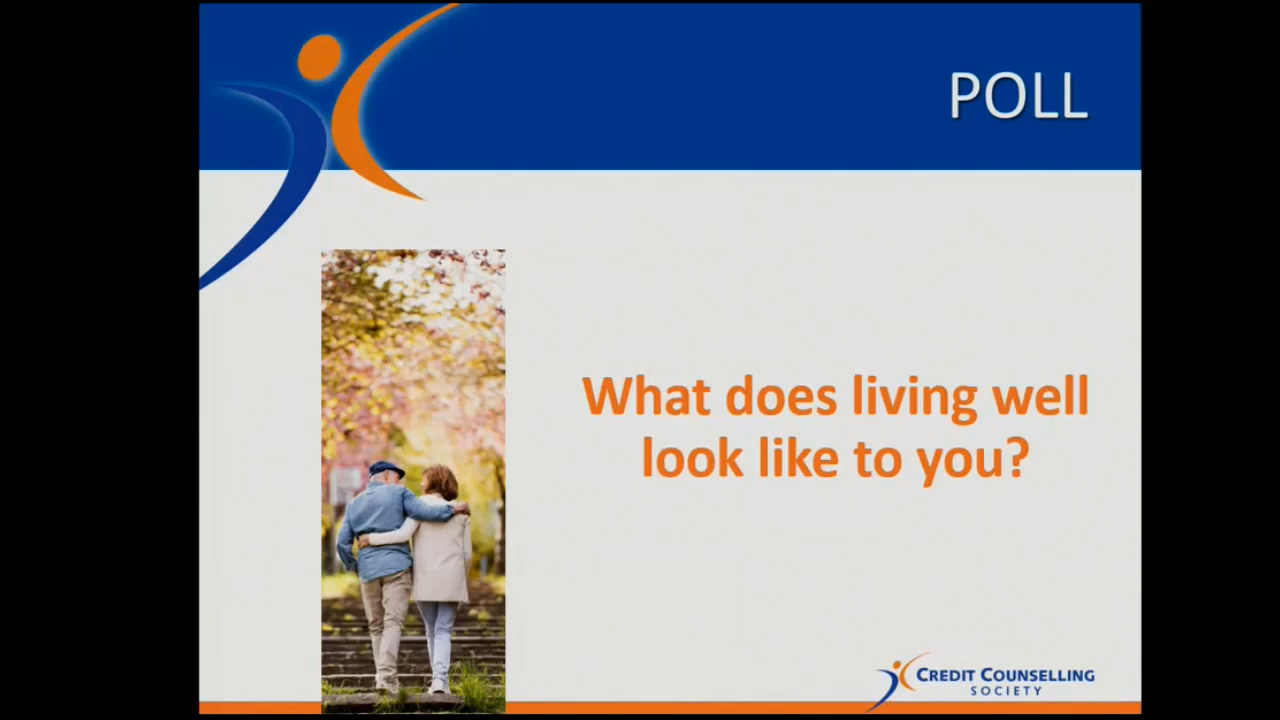 POLL
What does living well
look like to you?
CREDIT COUNSELLING
SOCIETY